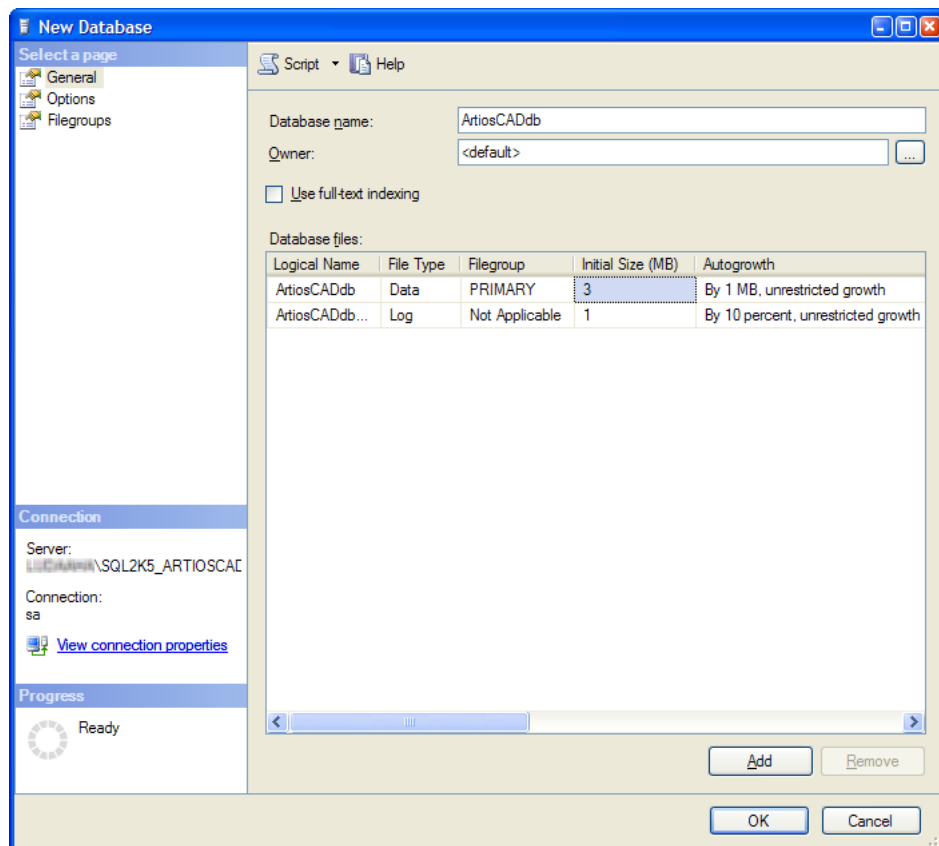 New Database
Select a page
General
Options
Filegroups
Script Help
Database name: ArtiosCADdb
Owner: <default> ...
Use full-text indexing
Database files:
Logical Name File Type Filegroup Initial Size (MB) Autogrowth
ArtiosCADdb Data PRIMARY 3 By 1 MB, unrestricted growth
ArtiosCADdb... Log Not Applicable 1 By 10 percent, unrestricted growth
Connection
Server:
\SQL2K5_ARTIOSCAD
Connection:
sa
View connection properties
Progress
Ready
Add Remove
OK Cancel